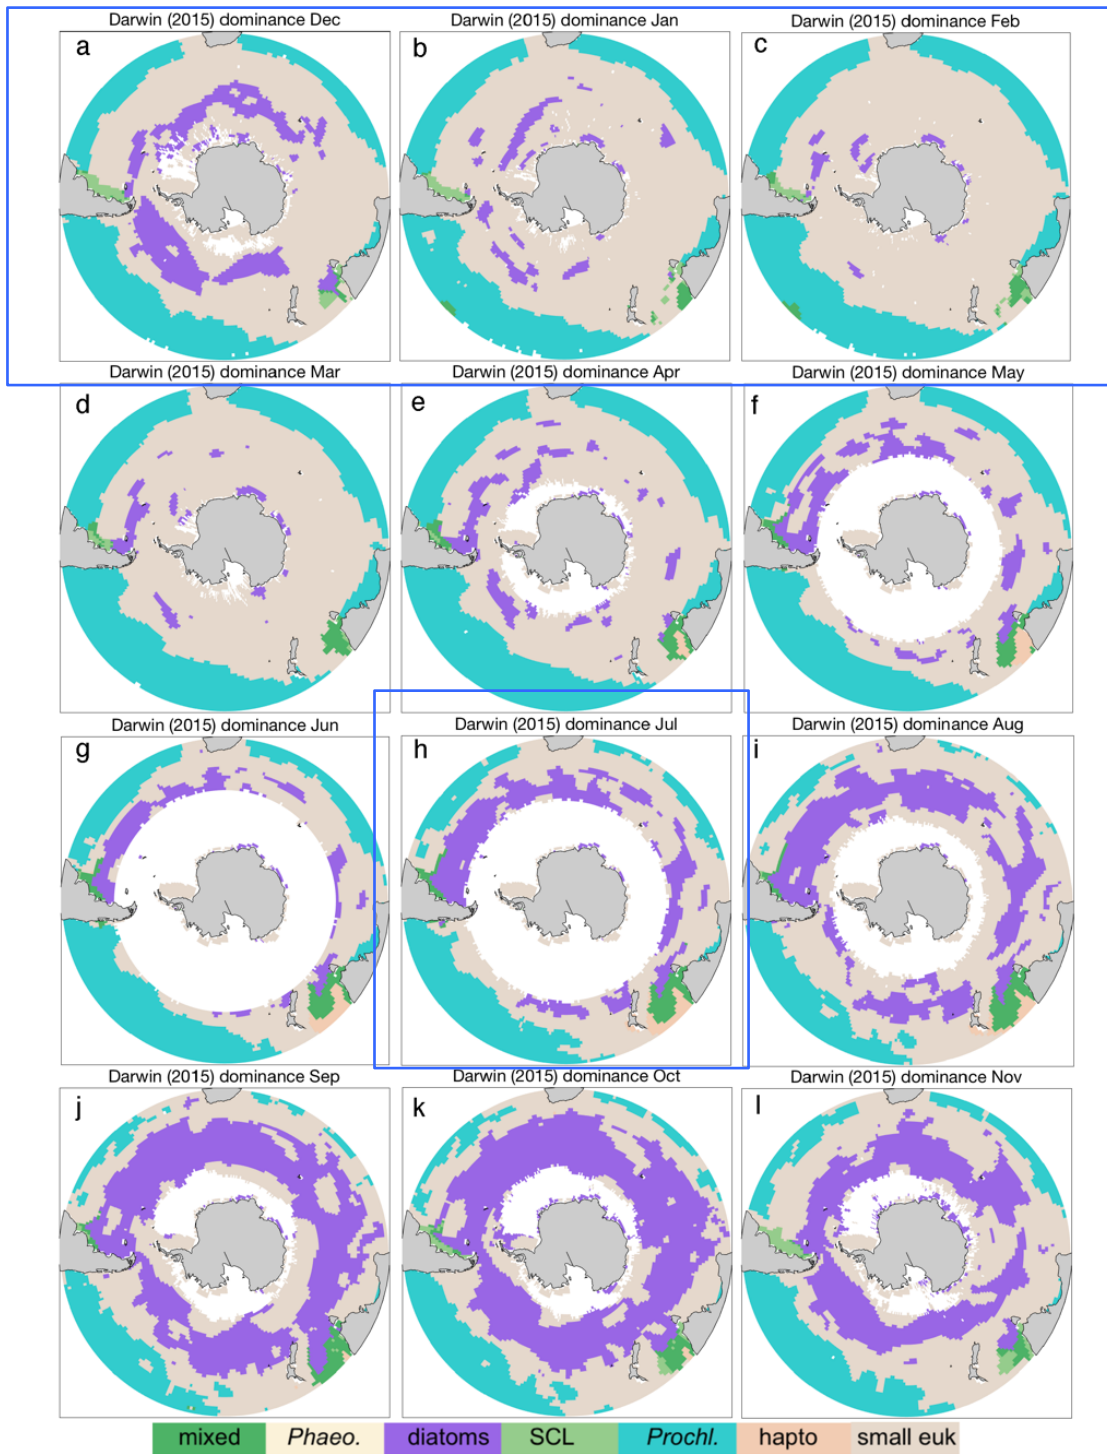 Darwin (2015) dominance Dec
Darwin (2015) dominance Jan
Darwin (2015) dominance Feb
a
b
c
Darwin (2015) dominance Mar
Darwin (2015) dominance Apr
Darwin (2015) dominance May
d
e
f
Darwin (2015) dominance Jun
Darwin (2015) dominance Jul
Darwin (2015) dominance Aug
g
h
i
Darwin (2015) dominance Sep
Darwin (2015) dominance Oct
Darwin (2015) dominance Nov
j
k
l
mixed Phaeo. diatoms SCL Prochl. hapto small euk